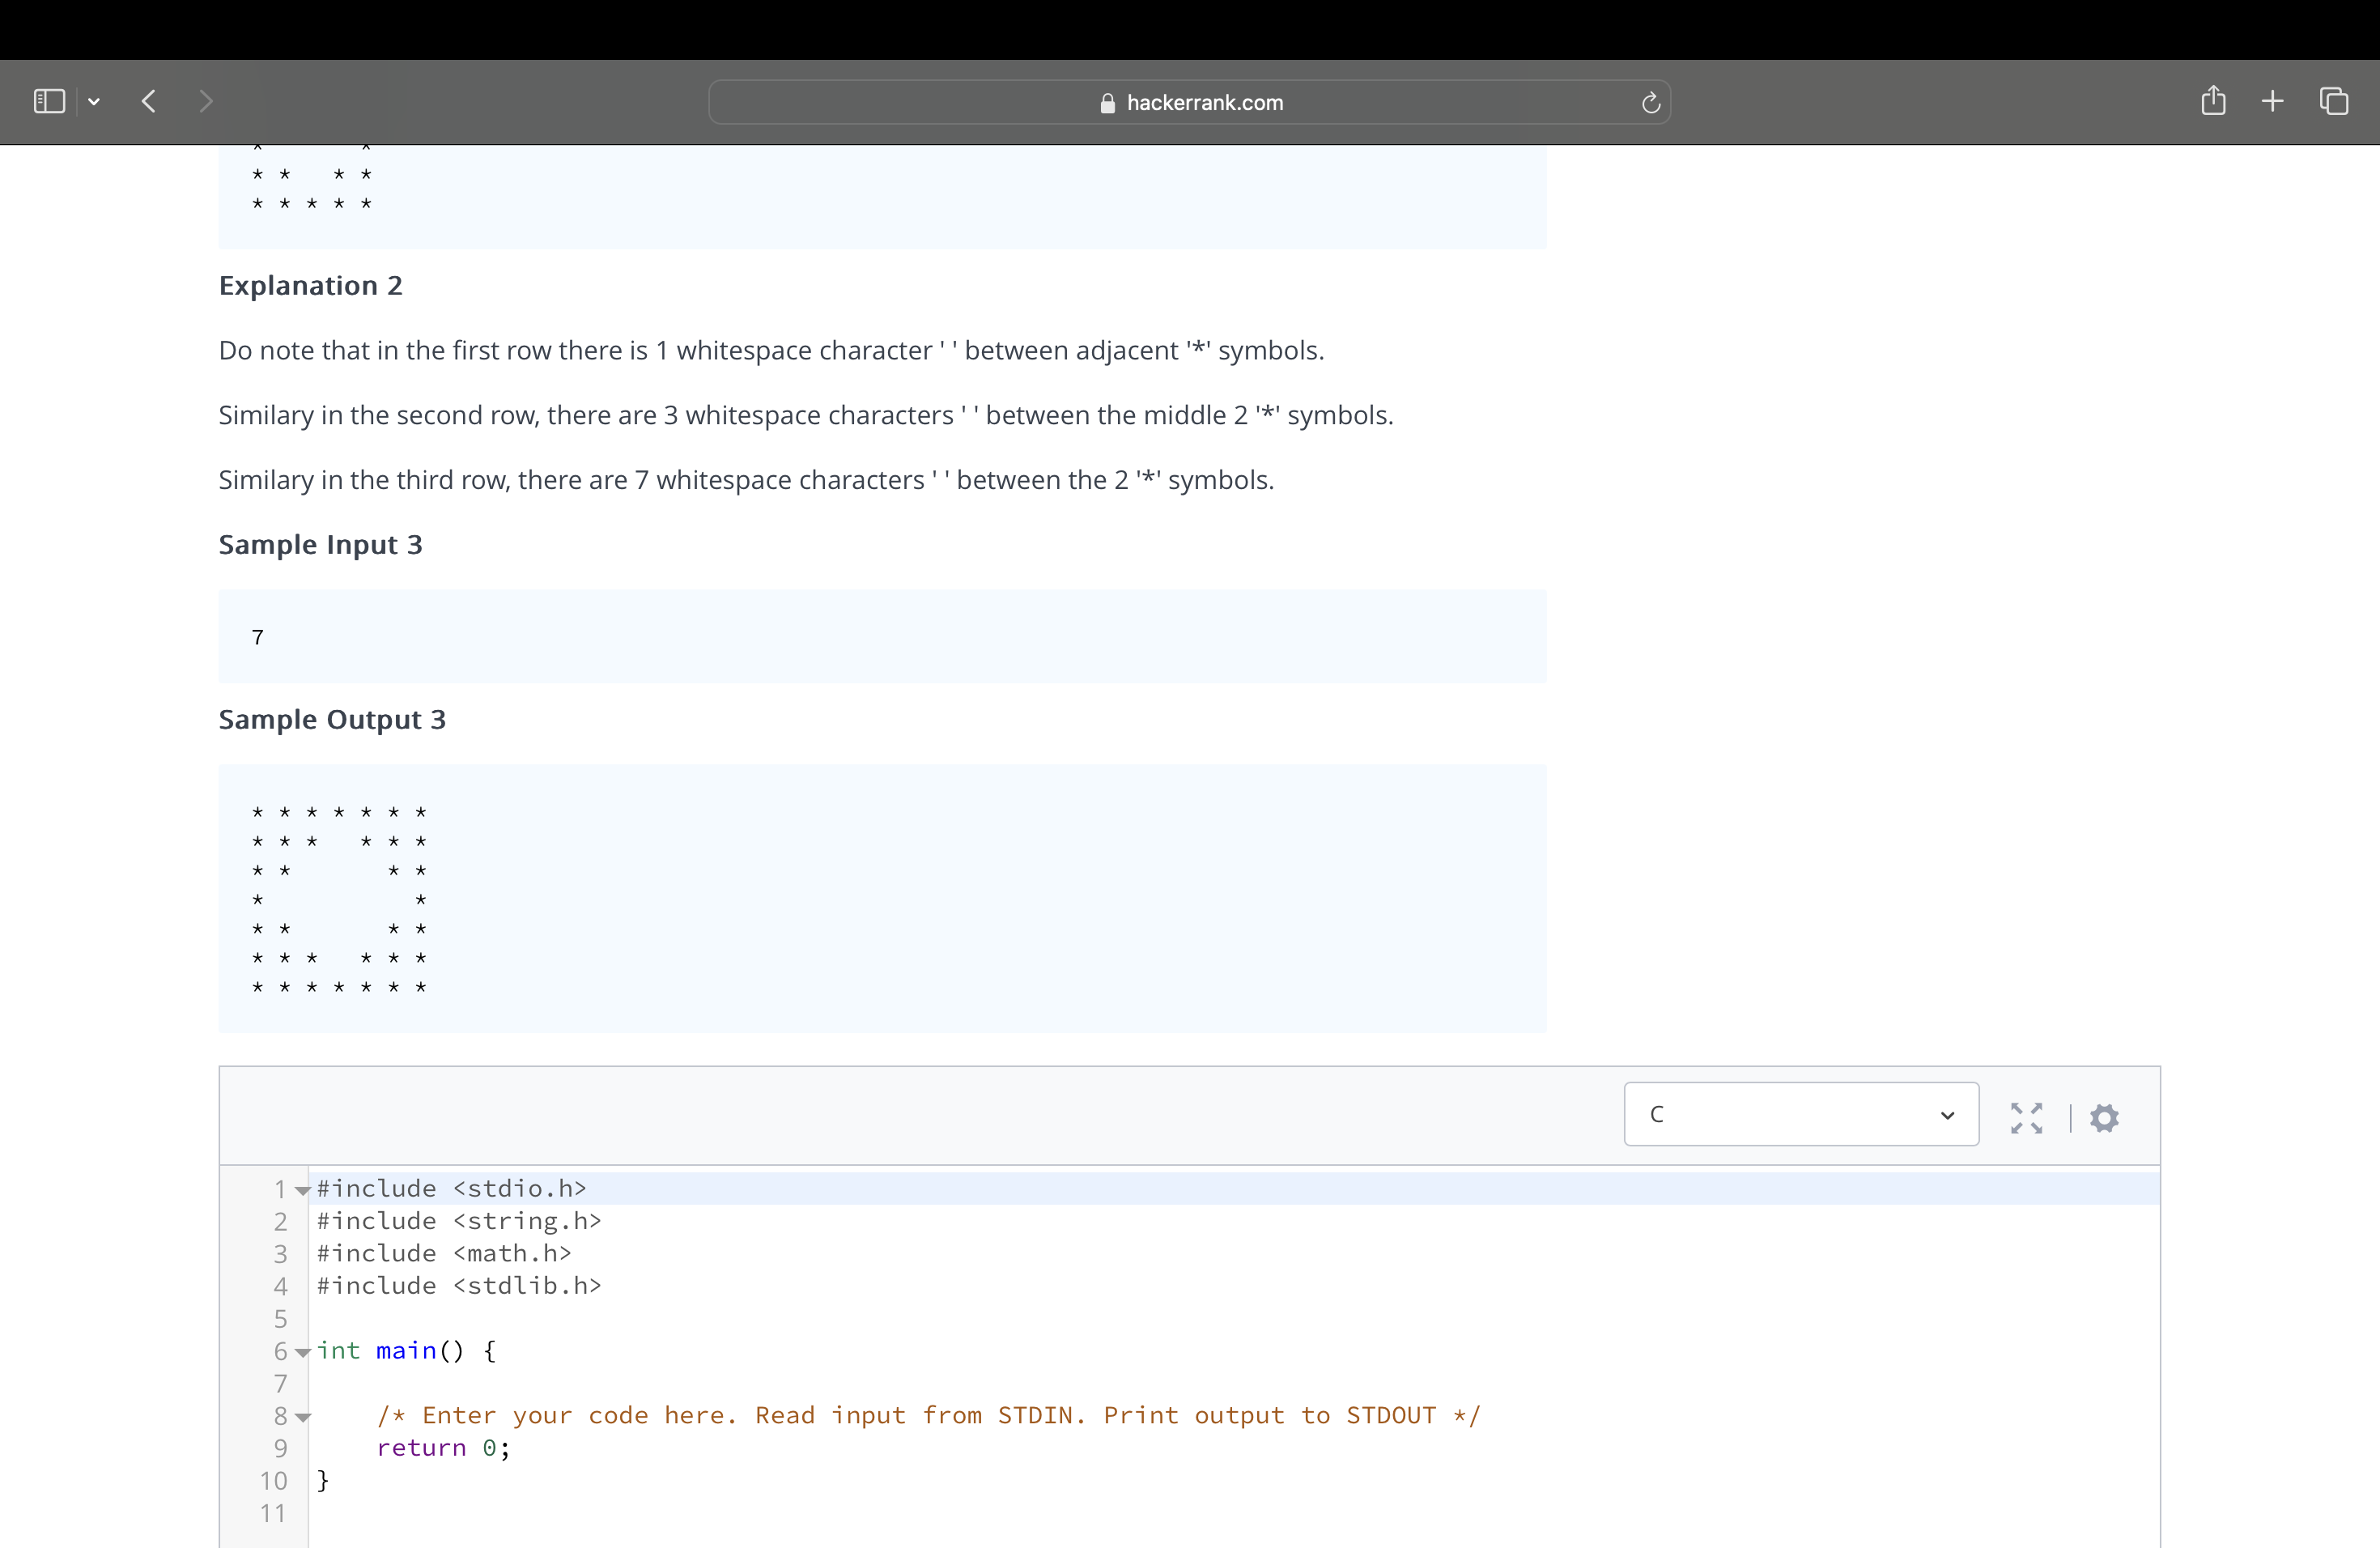 hackerrank.com
* *   * *
* * * * *
Explanation 2
Do note that in the first row there is 1 whitespace character ' ' between adjacent '*' symbols.
Similary in the second row, there are 3 whitespace characters ' ' between the middle 2 '*' symbols.
Similary in the third row, there are 7 whitespace characters ' ' between the 2 '*' symbols.
Sample Input 3
7
Sample Output 3
* * * * * * *
* * *   * * *
* *       * *
*           *
* *       * *
* * *   * * *
* * * * * * *
C
1 #include <stdio.h>
2 #include <string.h>
3 #include <math.h>
4 #include <stdlib.h>
5
6 int main() {
7
8     /* Enter your code here. Read input from STDIN. Print output to STDOUT */
9     return 0;
10 }
11